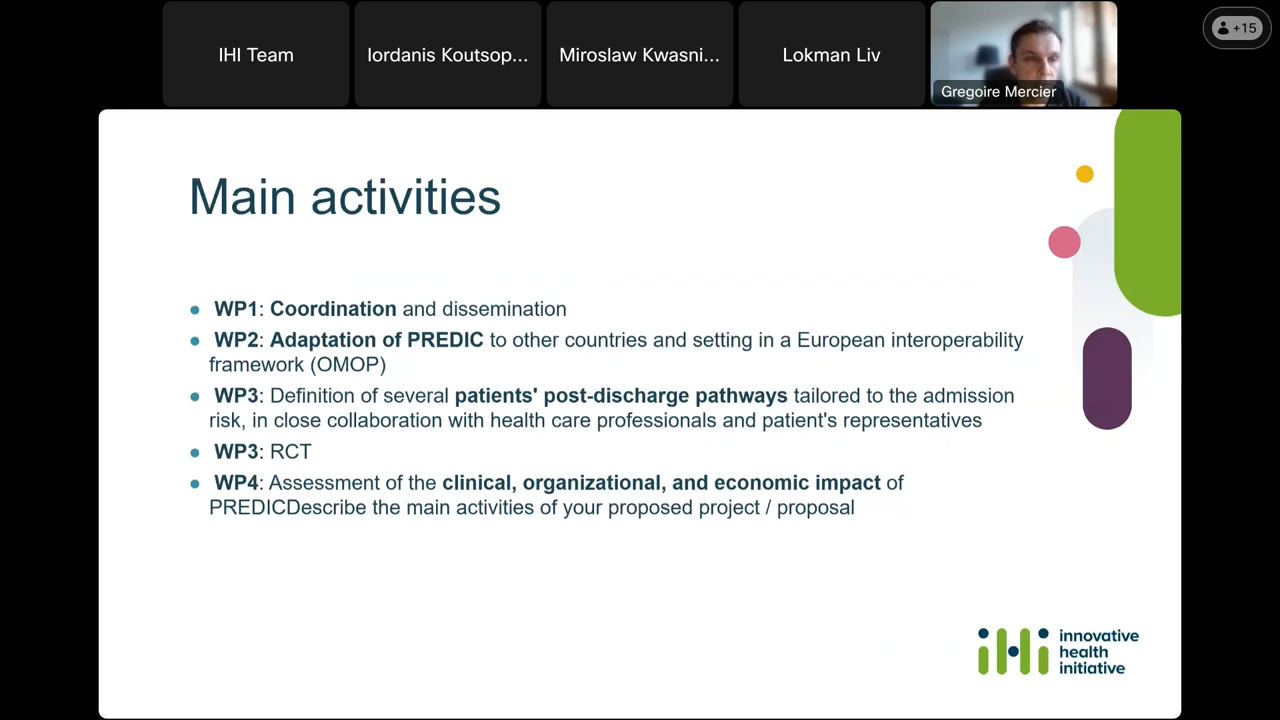 IHI Team
Iordanis Koutsop...
Miroslaw Kwasni...
Lokman Liv
Gregoire Mercier
+15
Main activities
WP1: Coordination and dissemination
WP2: Adaptation of PREDIC to other countries and setting in a European interoperability
framework (OMOP)
WP3: Definition of several patients' post-discharge pathways tailored to the admission
risk, in close collaboration with health care professionals and patient's representatives
WP3: RCT
WP4: Assessment of the clinical, organizational, and economic impact of
PREDICDescribe the main activities of your proposed project / proposal
iHi innovative
health
initiative